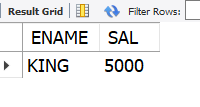 Result Grid Filter Rows:
ENAME SAL
KING 5000